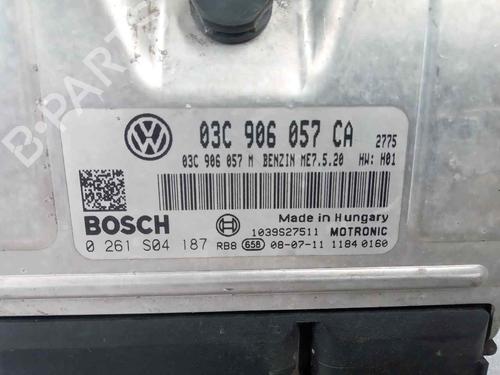 03C 906 057 CA 2775
03C 906 057 M BENZIN ME7.5.20 HW: H01
BOSCH
Made in Hungary
1039S27511 MOTRONIC
0 261 S04 187 RB8 658 08-07-11 1184 0160
B-PARTS